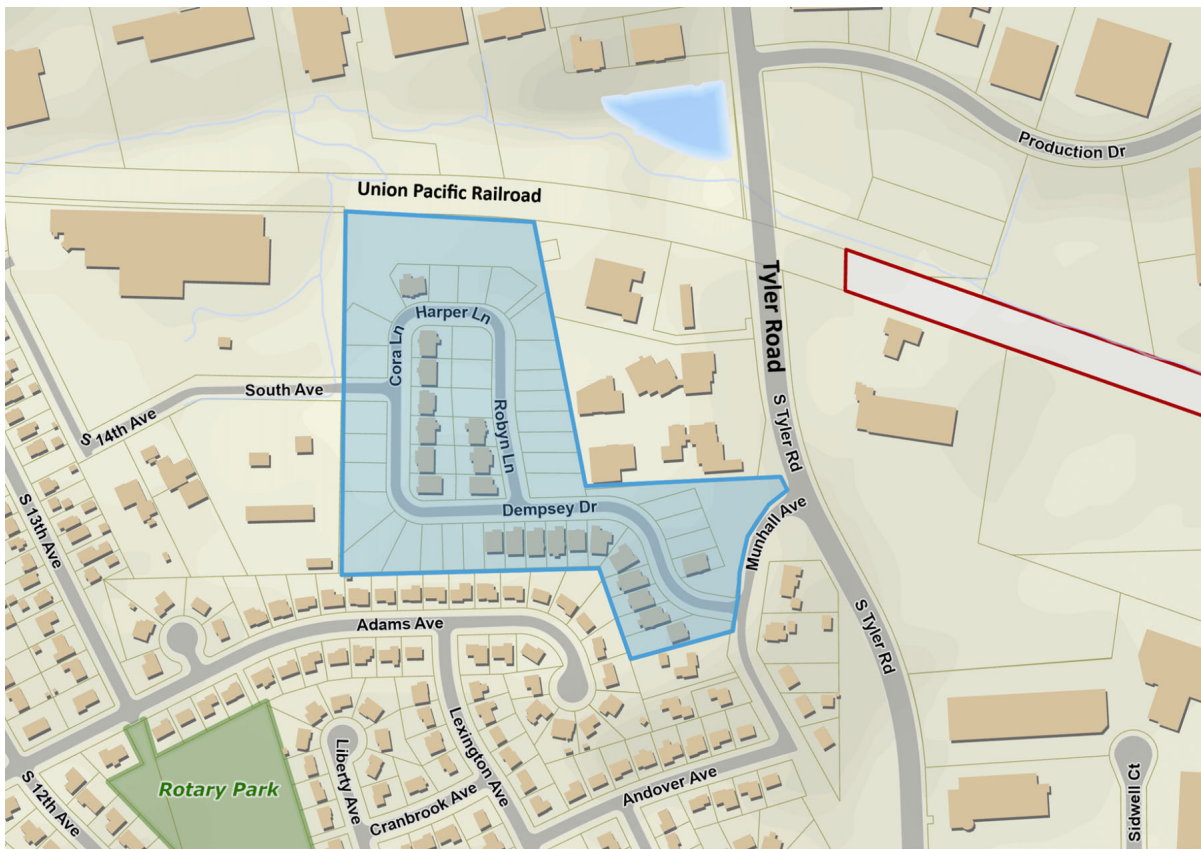 Production Dr
Union Pacific Railroad
Tyler Road
Harper Ln
Cora Ln
South Ave
S 14th Ave
Robyn Ln
S Tyler Rd
S 13th Ave
Dempsey Dr
Munhall Ave
S Tyler Rd
Adams Ave
Lexington Ave
Liberty Ave
Rotary Park
Andover Ave
Cranbrook Ave
S 12th Ave
Sidwell Ct